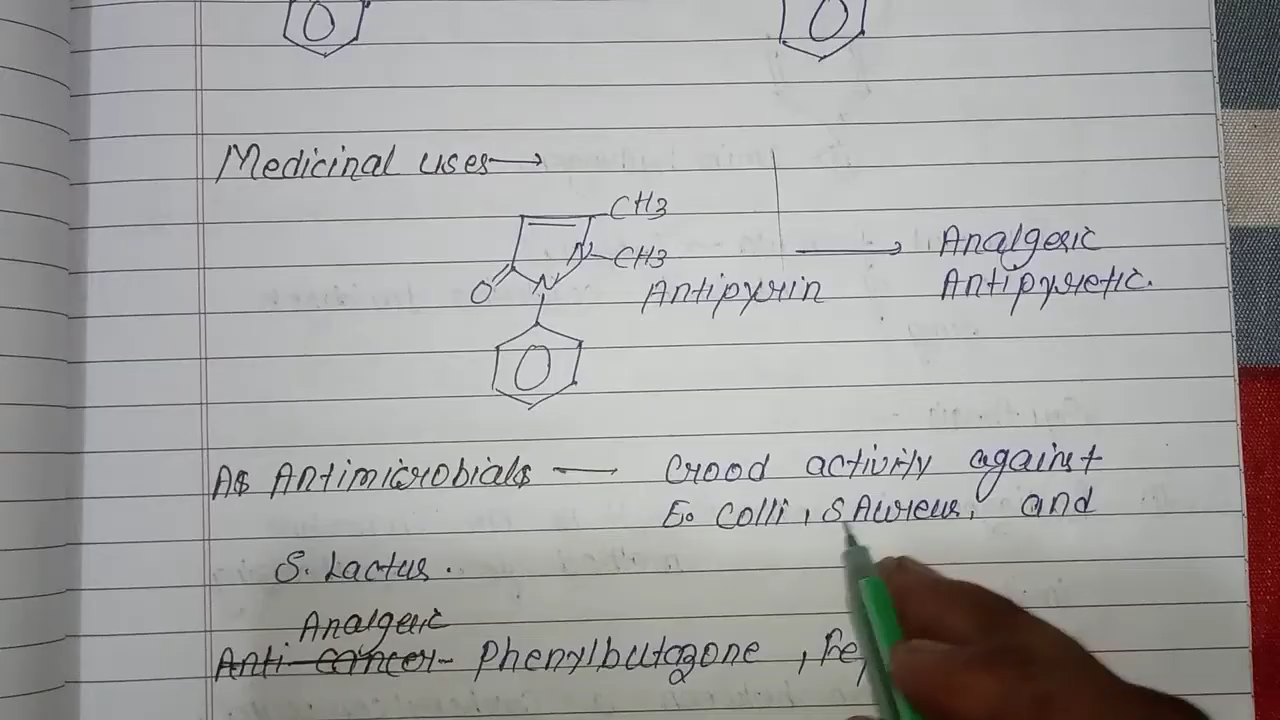 Medicinal uses→
CH3
N-CH3
O
N
Antipyrin → Analgesic
Antipyretic.
As Antimicrobials — Good activity against
E. Colli, S Aureus, and
S. Lactus.
Analgesic
Anti-cancer- Phenylbutazone,